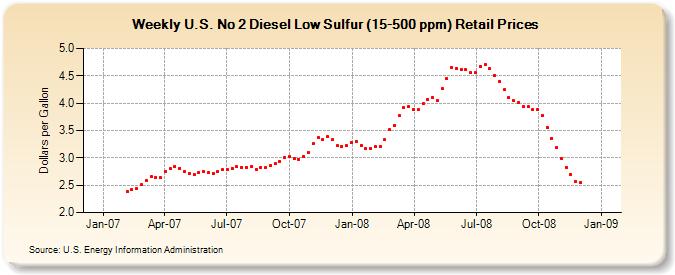 Weekly U.S. No 2 Diesel Low Sulfur (15-500 ppm) Retail Prices
Dollars per Gallon
5.0
4.5
4.0
3.5
3.0
2.5
2.0
Jan-07 Apr-07 Jul-07 Oct-07 Jan-08 Apr-08 Jul-08 Oct-08 Jan-09
Source: U.S. Energy Information Administration